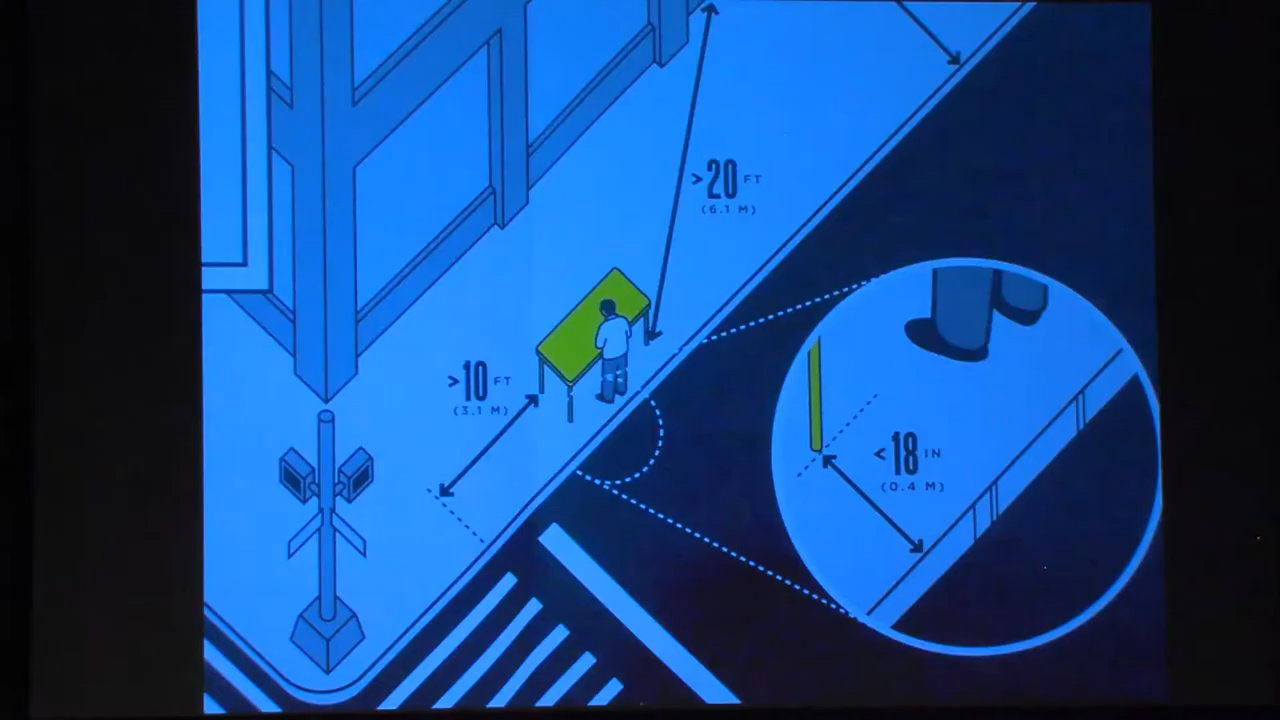 >20 FT
(6.1 M)
>10 FT
(3.1 M)
<18 IN
(0.4 M)